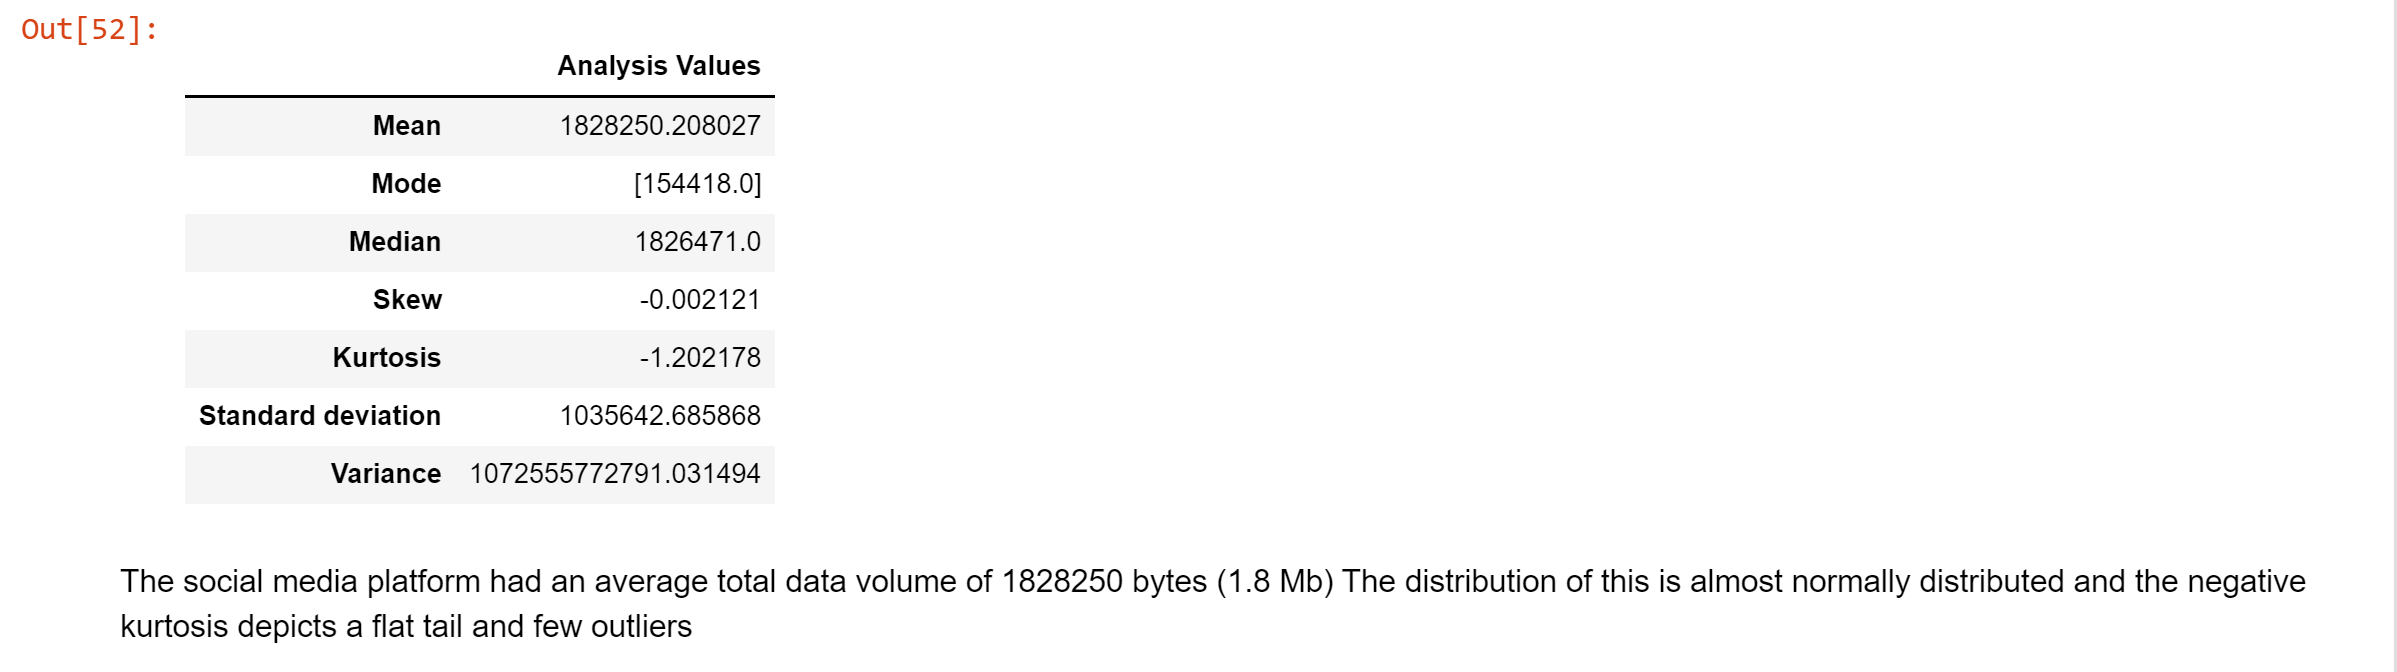 Out[52]:
Analysis Values
Mean 1828250.208027
Mode [154418.0]
Median 1826471.0
Skew -0.002121
Kurtosis -1.202178
Standard deviation 1035642.685868
Variance 1072555772791.031494
The social media platform had an average total data volume of 1828250 bytes (1.8 Mb) The distribution of this is almost normally distributed and the negative
kurtosis depicts a flat tail and few outliers